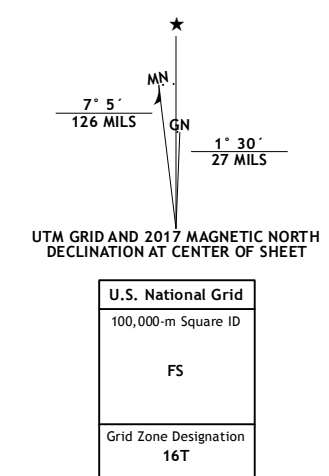 MN
GN
7° 5´
126 MILS
1° 30´
27 MILS
UTM GRID AND 2017 MAGNETIC NORTH
DECLINATION AT CENTER OF SHEET
U.S. National Grid
100,000-m Square ID
FS
Grid Zone Designation
16T